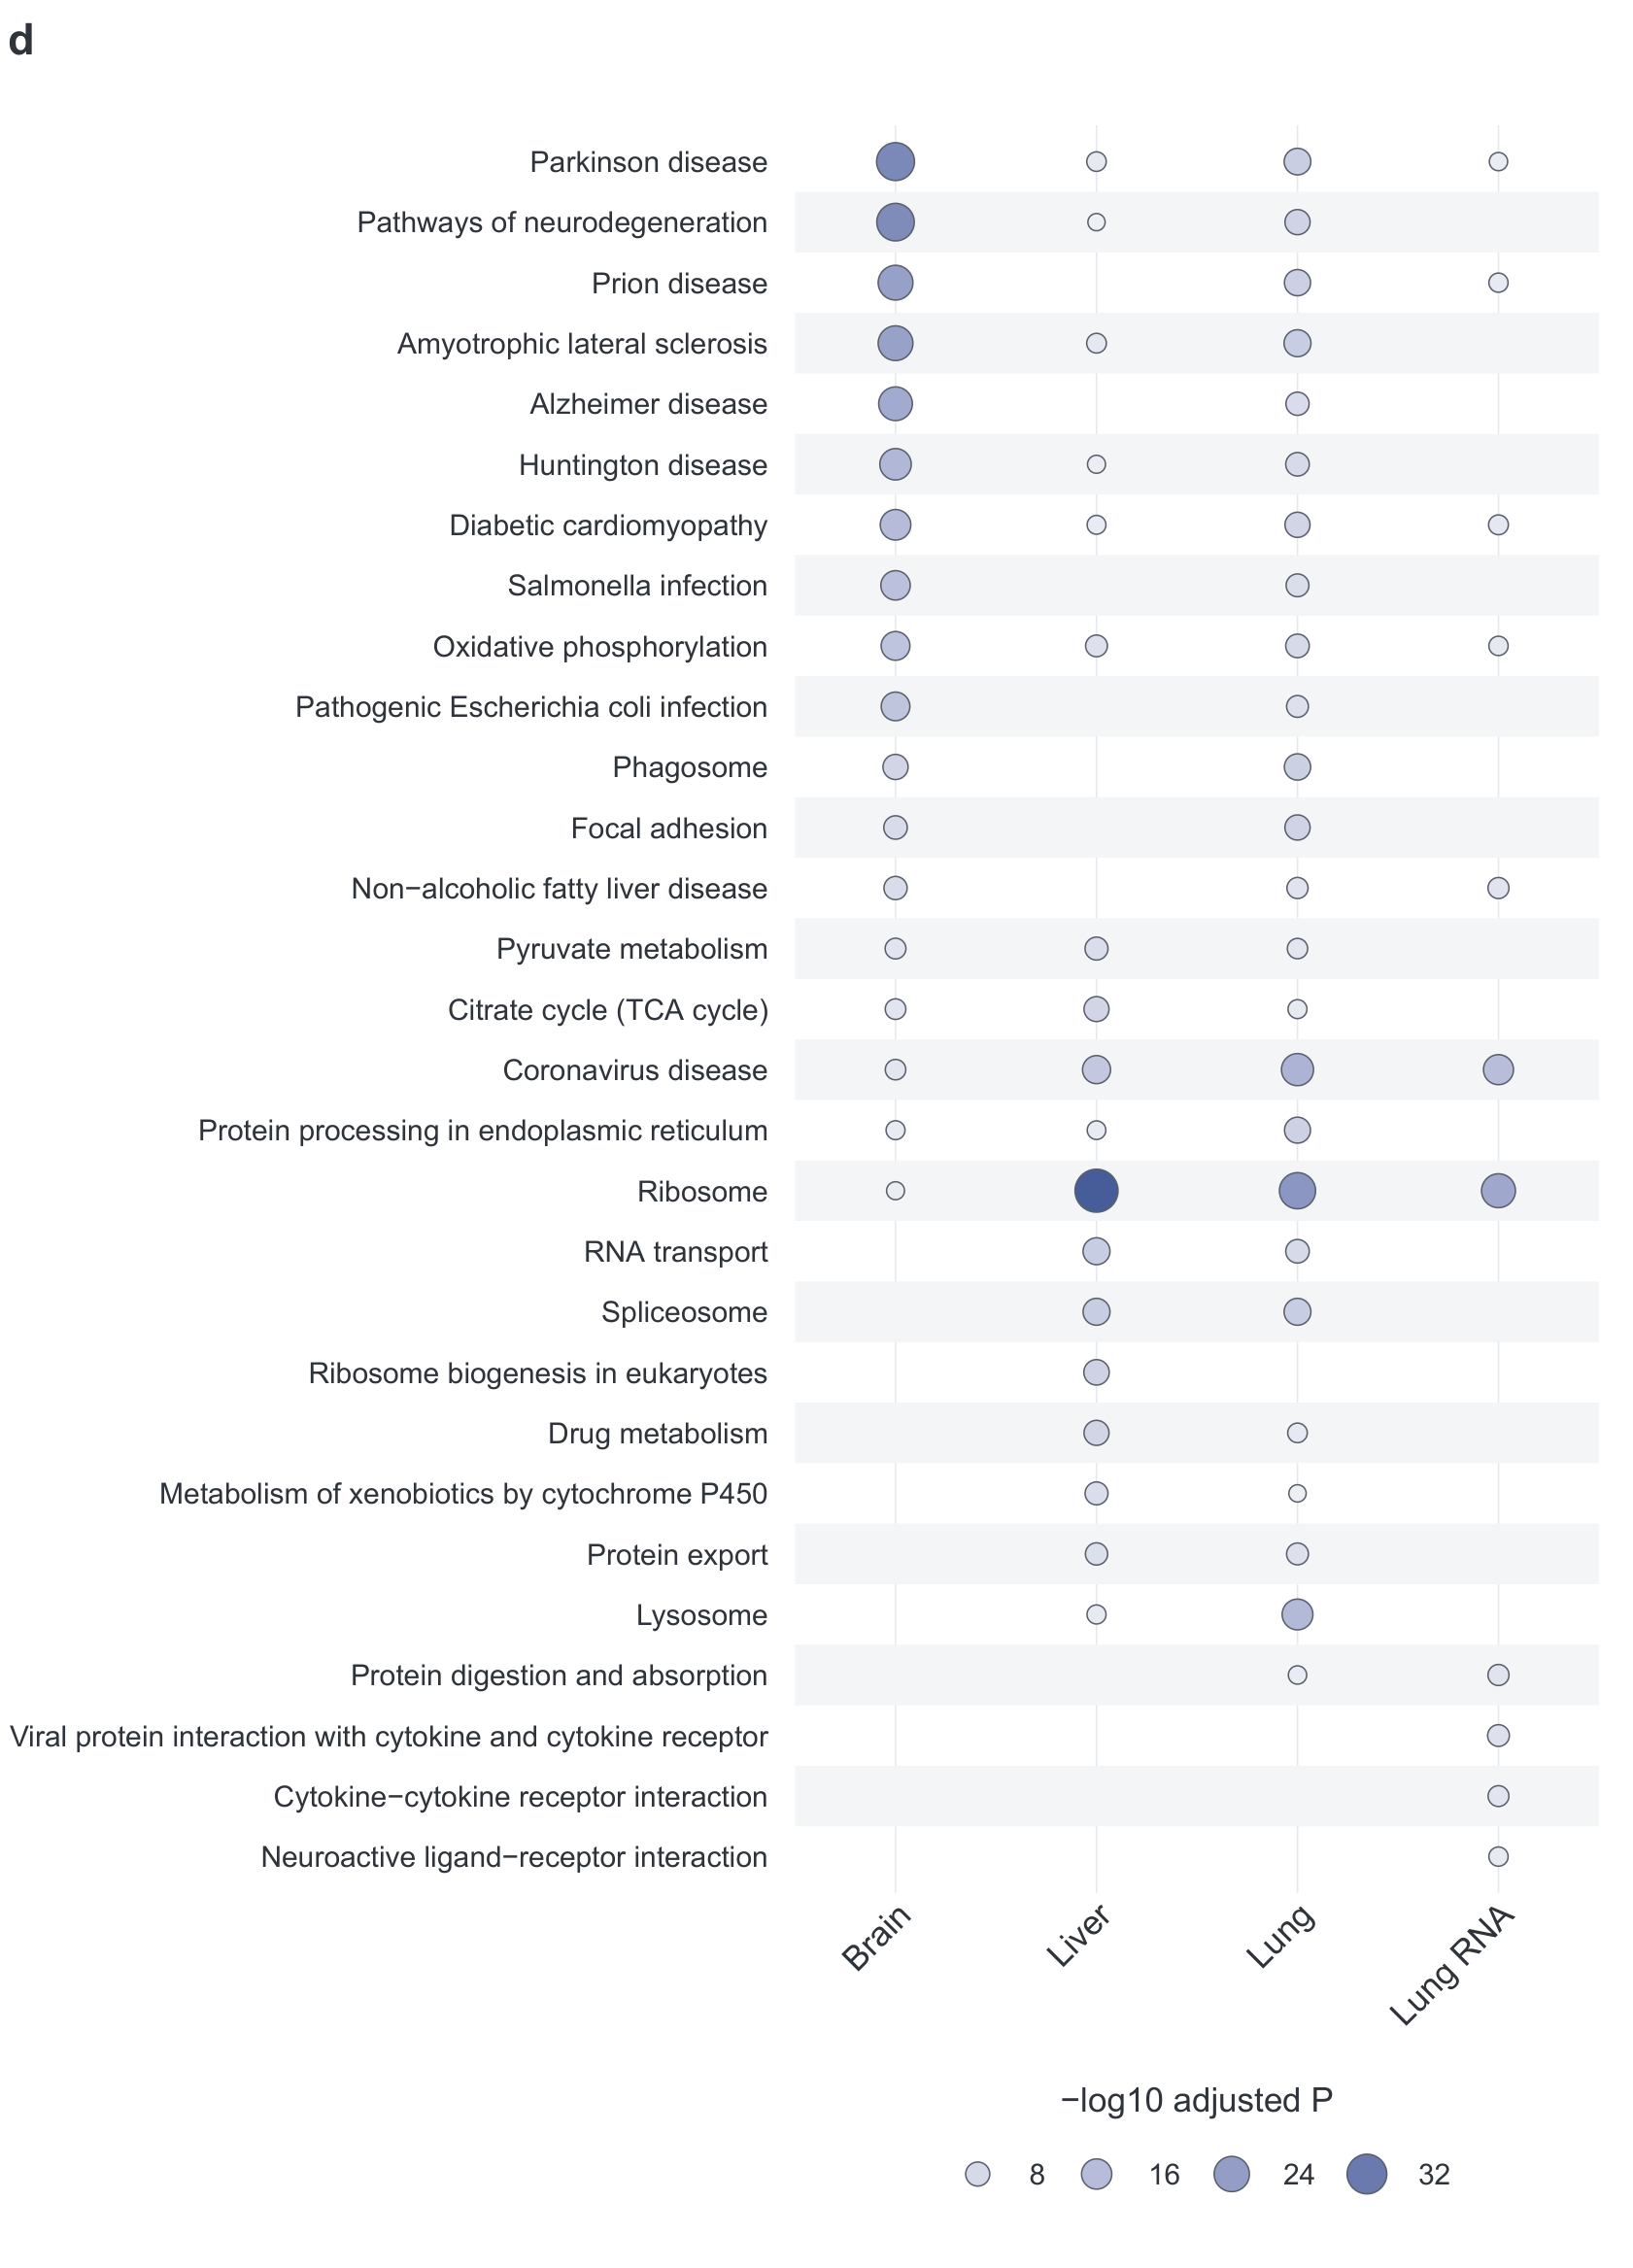 d
Parkinson disease
Pathways of neurodegeneration
Prion disease
Amyotrophic lateral sclerosis
Alzheimer disease
Huntington disease
Diabetic cardiomyopathy
Salmonella infection
Oxidative phosphorylation
Pathogenic Escherichia coli infection
Phagosome
Focal adhesion
Non−alcoholic fatty liver disease
Pyruvate metabolism
Citrate cycle (TCA cycle)
Coronavirus disease
Protein processing in endoplasmic reticulum
Ribosome
RNA transport
Spliceosome
Ribosome biogenesis in eukaryotes
Drug metabolism
Metabolism of xenobiotics by cytochrome P450
Protein export
Lysosome
Protein digestion and absorption
Viral protein interaction with cytokine and cytokine receptor
Cytokine−cytokine receptor interaction
Neuroactive ligand−receptor interaction
Brain Liver Lung Lung RNA
−log10 adjusted P
8 16 24 32